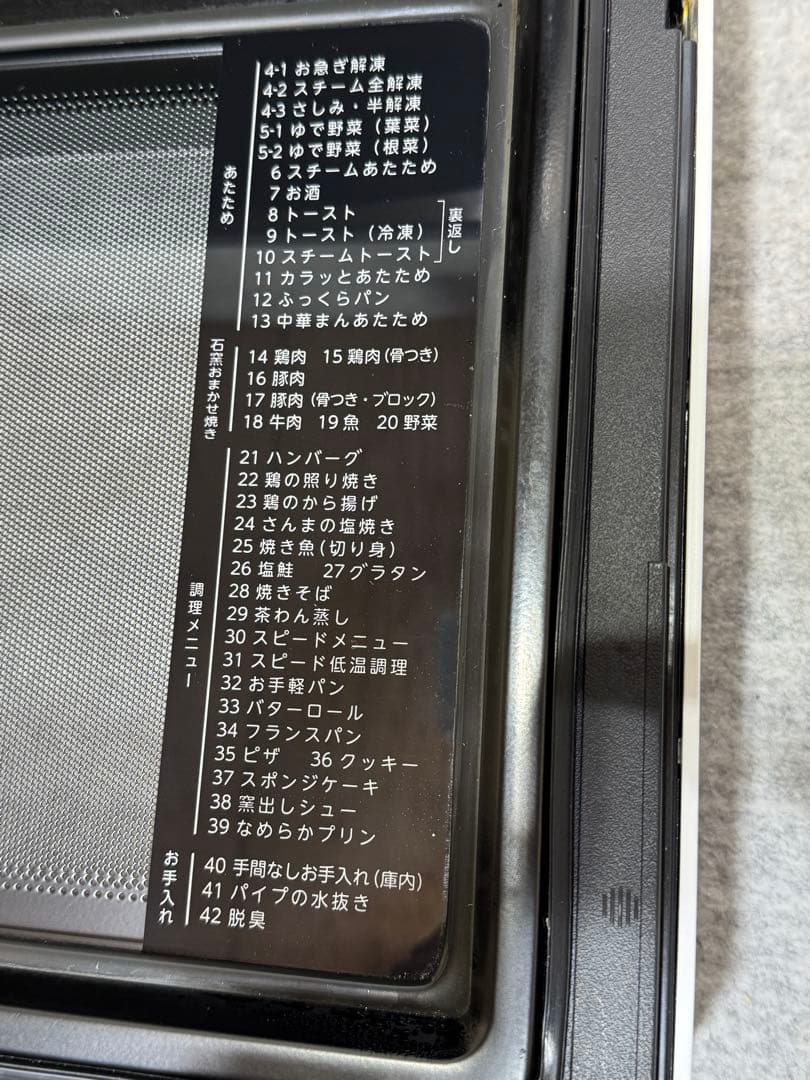 あたため
4-1 お急ぎ解凍
4-2 スチーム全解凍
4-3 さしみ・半解凍
5-1 ゆで野菜（葉菜）
5-2 ゆで野菜（根菜）
6 スチームあたため
7 お酒
8 トースト
9 トースト（冷凍）
10 スチームトースト
裏返し
11 カラッとあたため
12 ふっくらパン
13 中華まんあたため
石窯おまかせ焼き
14 鶏肉 15 鶏肉（骨つき）
16 豚肉
17 豚肉（骨つき・ブロック）
18 牛肉 19 魚 20 野菜
調理メニュー
21 ハンバーグ
22 鶏の照り焼き
23 鶏のから揚げ
24 さんまの塩焼き
25 焼き魚（切り身）
26 塩鮭 27 グラタン
28 焼きそば
29 茶わん蒸し
30 スピードメニュー
31 スピード低温調理
32 お手軽パン
33 バターロール
34 フランスパン
35 ピザ 36 クッキー
37 スポンジケーキ
38 窯出しシュー
39 なめらかプリン
お手入れ
40 手間なしお手入れ（庫内）
41 パイプの水抜き
42 脱臭